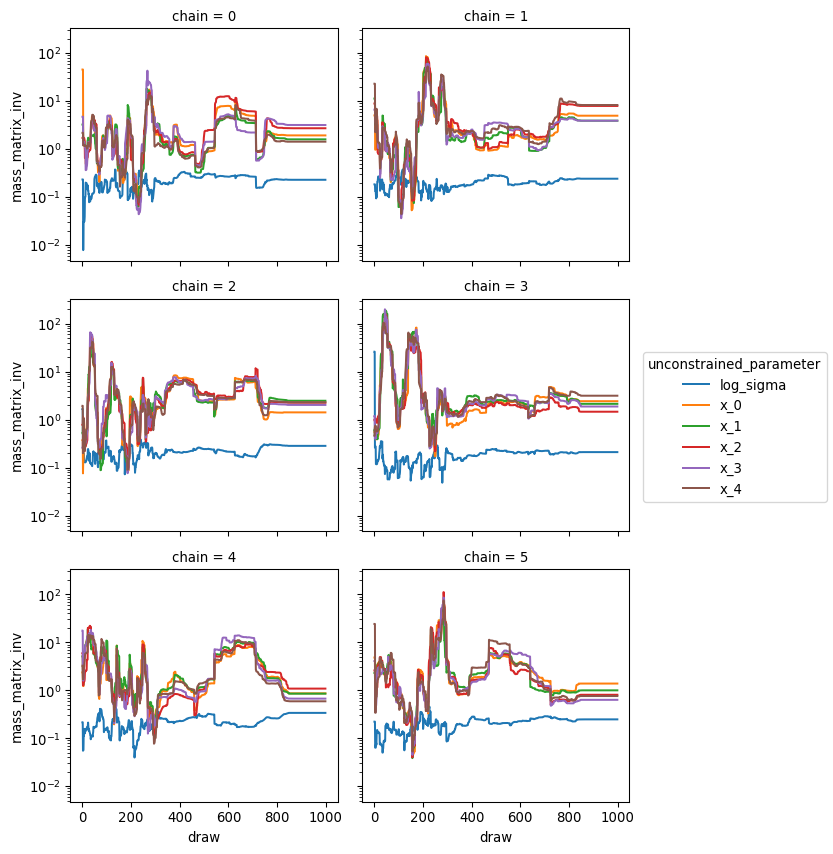 chain = 0
chain = 1
mass_matrix_inv
10²
10¹
10⁰
10⁻¹
10⁻²
chain = 2
chain = 3
mass_matrix_inv
10²
10¹
10⁰
10⁻¹
10⁻²
unconstrained_parameter
log_sigma
x_0
x_1
x_2
x_3
x_4
chain = 4
chain = 5
mass_matrix_inv
10²
10¹
10⁰
10⁻¹
10⁻²
0 200 400 600 800 1000
0 200 400 600 800 1000
draw
draw